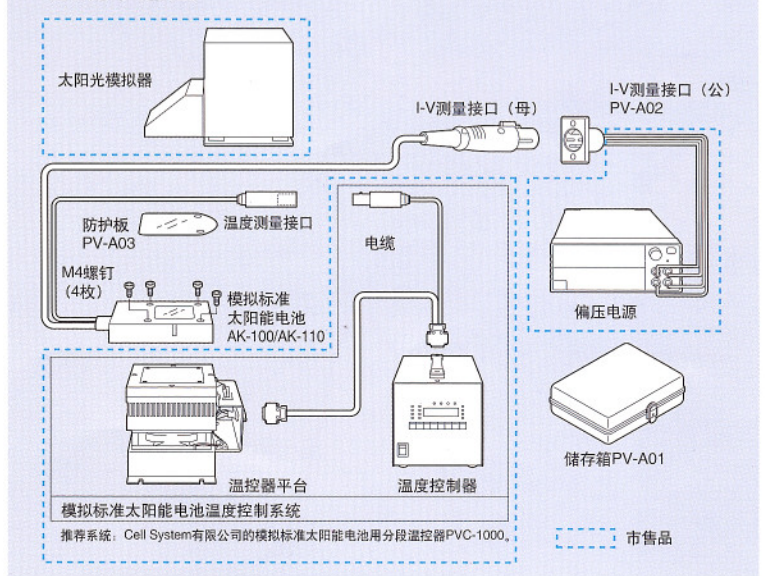 太阳光模拟器
I-V测量接口（母）
I-V测量接口（公）
PV-A02
防护板
PV-A03
温度测量接口
电缆
M4螺钉
（4枚）
模拟标准
太阳能电池
AK-100/AK-110
偏压电源
储存箱PV-A01
温控器平台
温度控制器
模拟标准太阳能电池温度控制系统
推荐系统：Cell System有限公司的模拟标准太阳能电池用分段温控器PVC-1000。
市售品